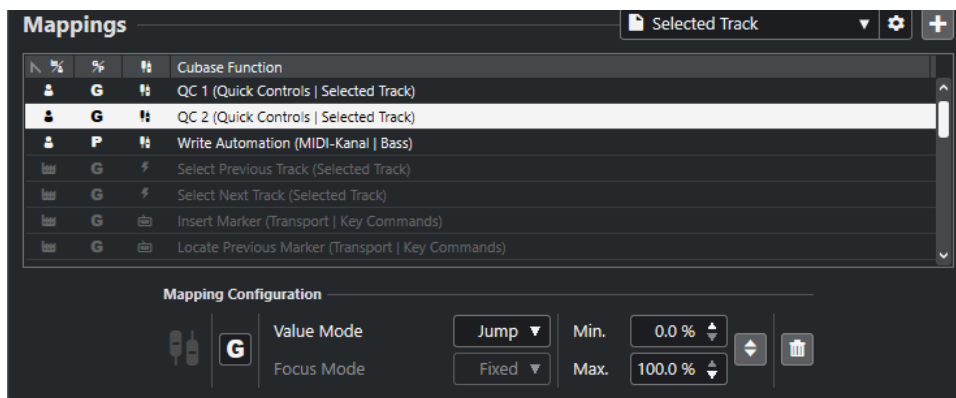 Mappings
Selected Track
Cubase Function
G QC 1 (Quick Controls | Selected Track)
G QC 2 (Quick Controls | Selected Track)
P Write Automation (MIDI-Kanal | Bass)
G Select Previous Track (Selected Track)
G Select Next Track (Selected Track)
G Insert Marker (Transport | Key Commands)
G Locate Previous Marker (Transport | Key Commands)
Mapping Configuration
G Value Mode Jump Min. 0.0 %
Focus Mode Fixed Max. 100.0 %